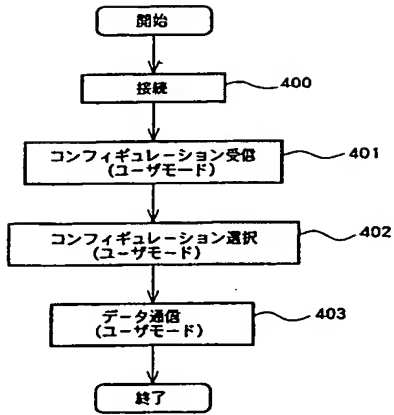 開始
接続
400
コンフィギュレーション受信
(ユーザモード)
401
コンフィギュレーション選択
(ユーザモード)
402
データ通信
(ユーザモード)
403
終了